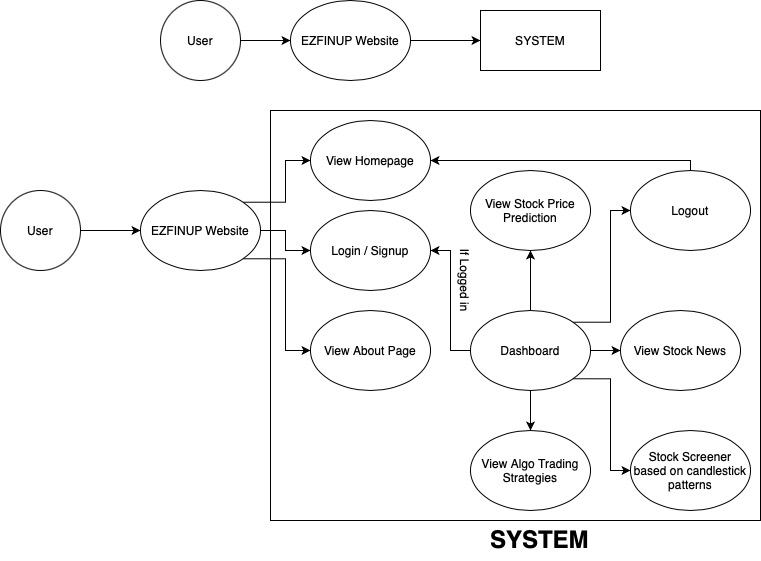 User
EZFINUP Website
SYSTEM
View Homepage
View Stock Price
Prediction
Logout
User
EZFINUP Website
Login / Signup
If Logged in
View About Page
Dashboard
View Stock News
View Algo Trading
Strategies
Stock Screener
based on candlestick
patterns
SYSTEM